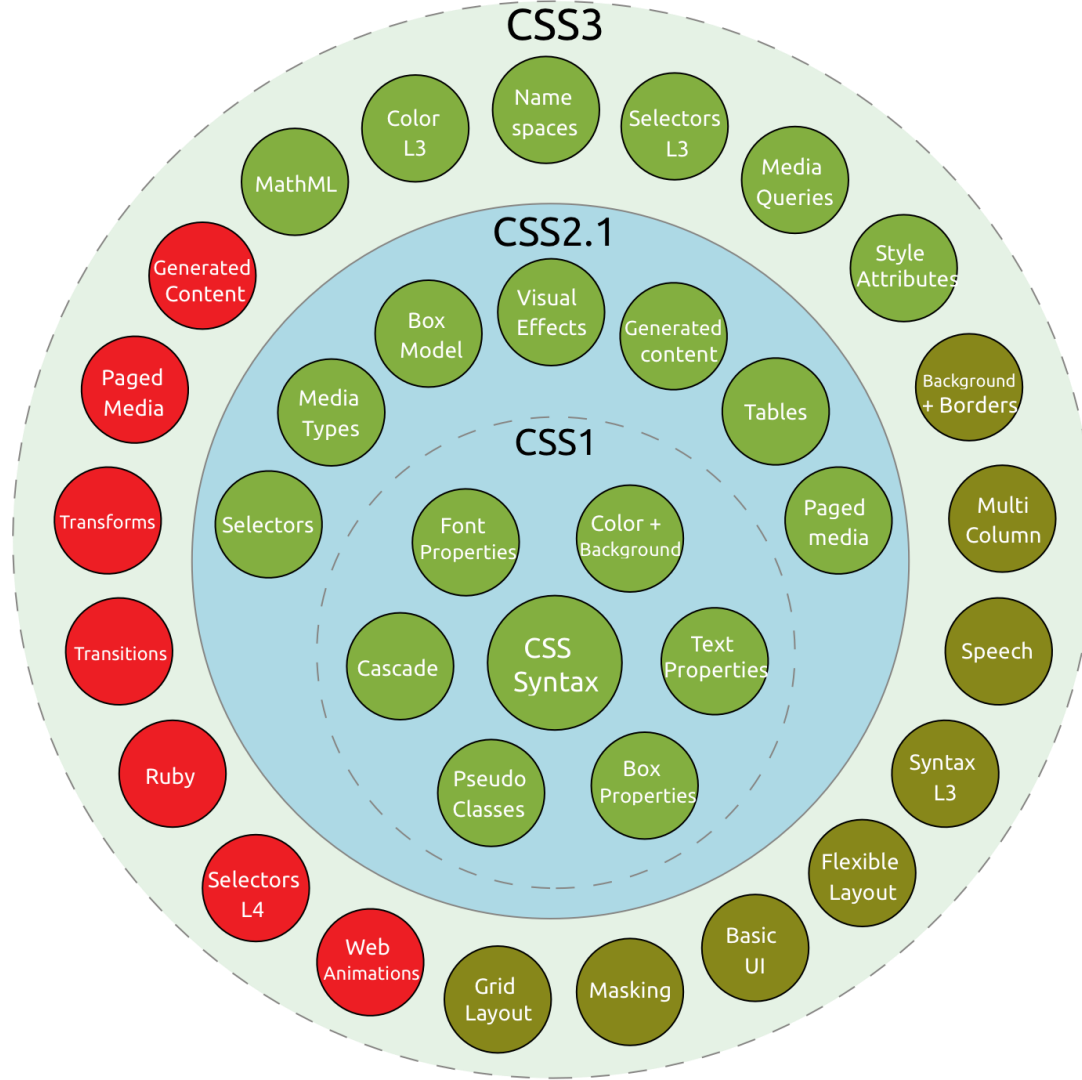 CSS3
Name
spaces
Color
L3
Selectors
L3
MathML
Media
Queries
Generated
Content
Style
Attributes
Paged
Media
Background
+ Borders
Transforms
Multi
Column
Transitions
Speech
Ruby
Syntax
L3
Selectors
L4
Flexible
Layout
Web
Animations
Basic
UI
Grid
Layout
Masking
CSS2.1
Visual
Effects
Box
Model
Generated
content
Media
Types
Tables
Selectors
Paged
media
CSS1
Font
Properties
Color +
Background
Cascade
CSS
Syntax
Text
Properties
Pseudo
Classes
Box
Properties